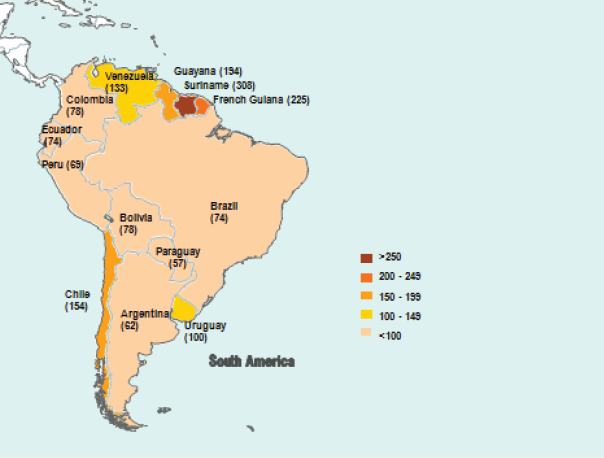 Guayana (194)
Venezuela
(133)
Suriname (308)
Colombia
(78)
French Guiana (225)
Ecuador
(74)
Peru (69)
Brazil
(74)
Bolivia
(78)
Paraguay
(57)
Chile
(154)
Argentina
(62)
Uruguay
(100)
South America
>250
200 - 249
150 - 199
100 - 149
<100